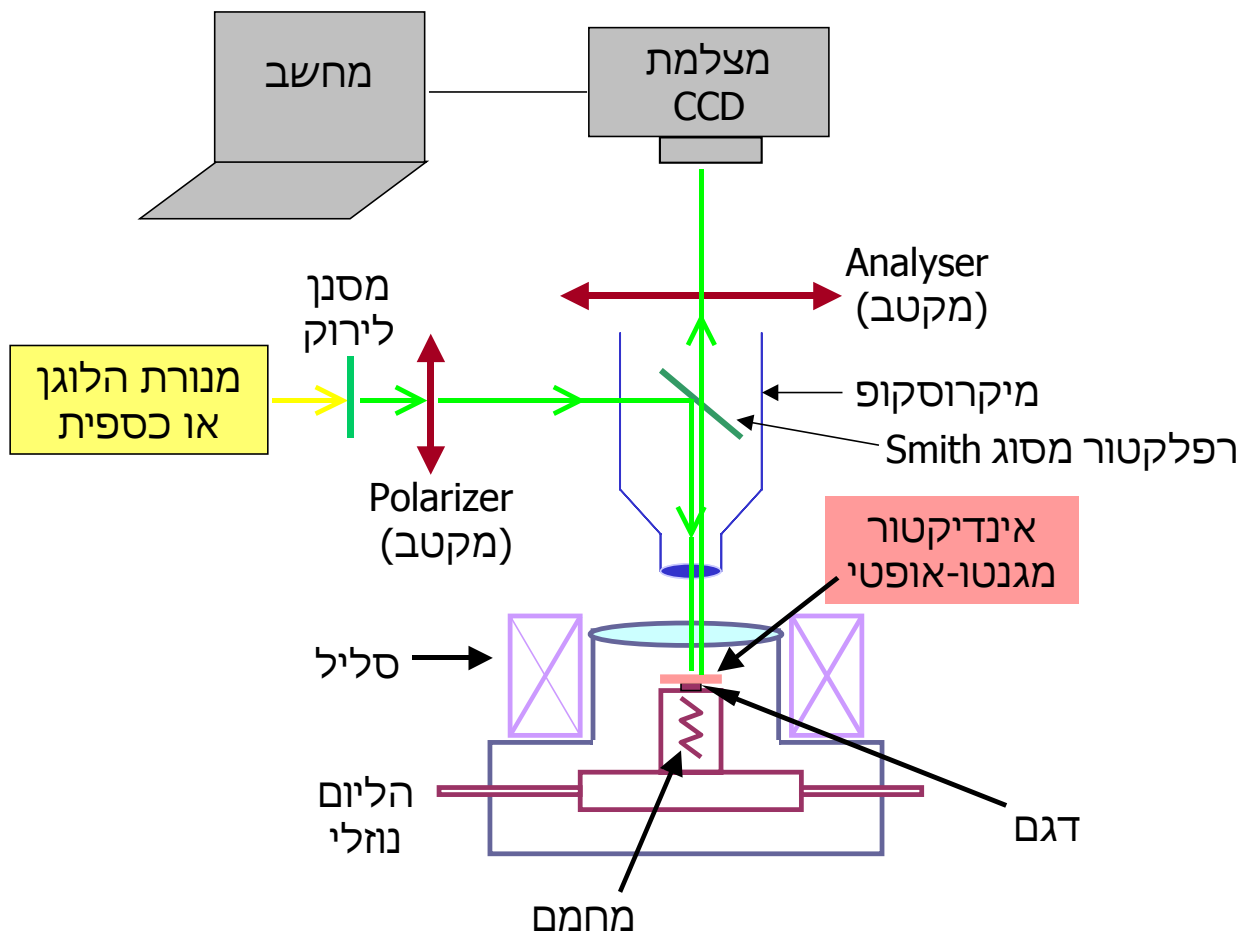 מחשב
מצלמת
CCD
Analyser
(מקטב)
מסנן
לירוק
מנורת הלוגן
או כספית
Polarizer
(מקטב)
מיקרוסקופ
רפלקטור מסוג Smith
אינדיקטור
מגנטו-אופטי
סליל
הליום
נוזלי
דגם
מחמם